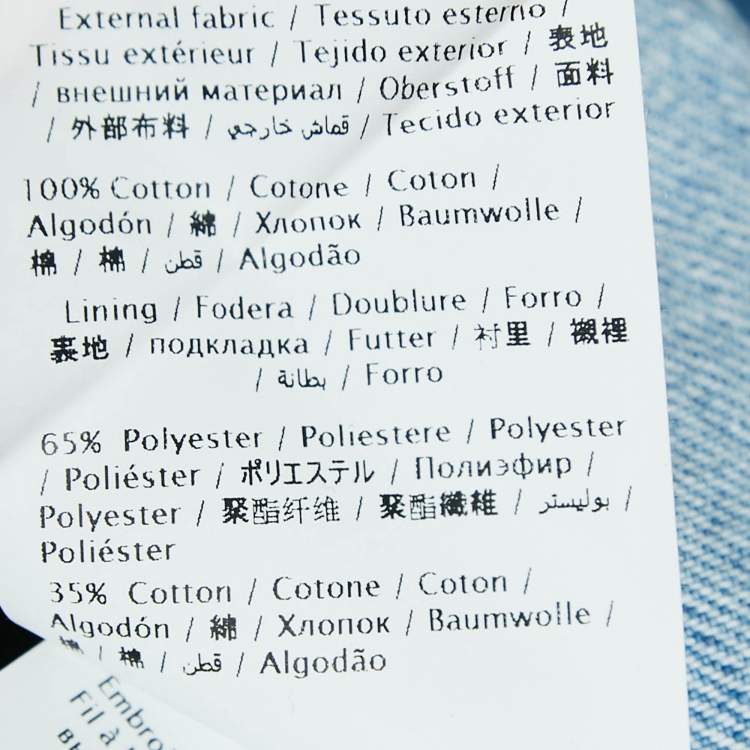 External fabric / Tessuto esterno /
Tissu extérieur / Tejido exterior / 表地
/ внешний материал / Oberstoff / 面料
/ 外部布料 / قماش خارجي / Tecido exterior
100% Cotton / Cotone / Coton /
Algodón / 綿 / Хлопок / Baumwolle /
棉 / 棉 / قطن / Algodão
Lining / Fodera / Doublure / Forro /
裏地 / подкладка / Futter / 衬里 / 襯裡
/ بطانة / Forro
65% Polyester / Poliestere / Polyester
/ Poliéster / ポリエステル / Полиэфир /
Polyester / 聚酯纤维 / 聚酯纖維 / بوليستر /
Poliéster
35% Cotton / Cotone / Coton /
Algodón / 綿 / Хлопок / Baumwolle /
棉 / 棉 / قطن / Algodão
Fil à